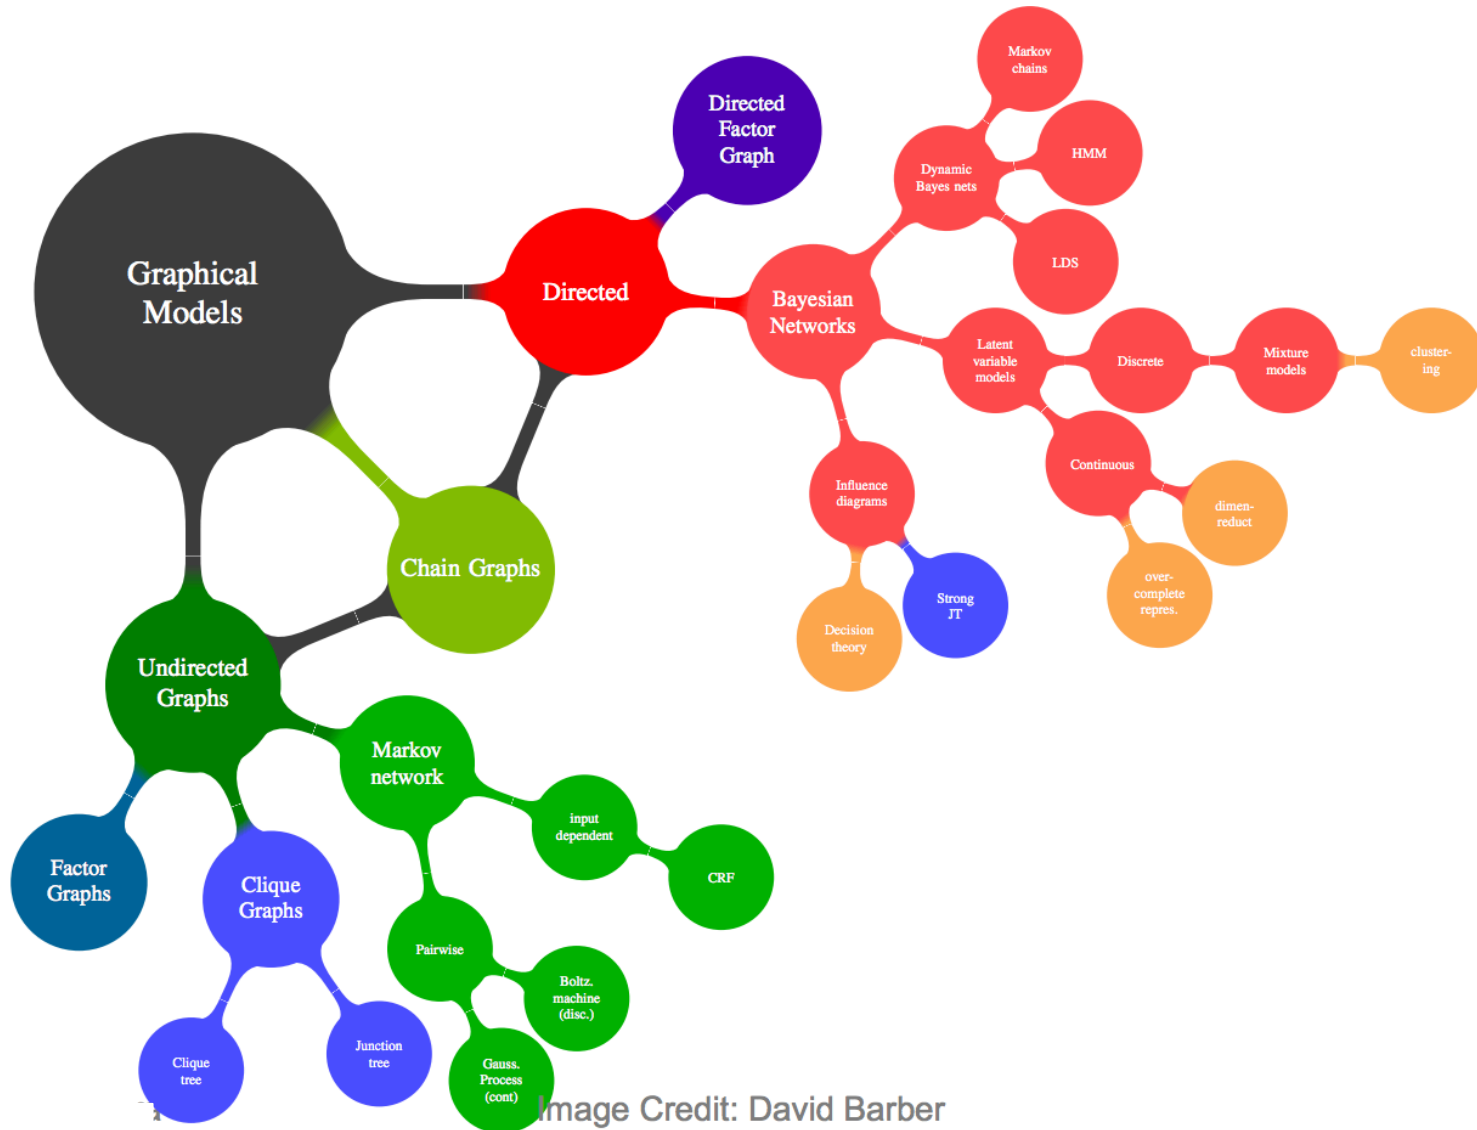 Graphical
Models
Directed
Directed
Factor
Graph
Bayesian
Networks
Dynamic
Bayes nets
Markov
chains
HMM
LDS
Latent
variable
models
Discrete
Mixture
models
cluster-
ing
Continuous
dimen-
reduct
over-
complete
repres.
Influence
diagrams
Strong
JT
Decision
theory
Chain Graphs
Undirected
Graphs
Markov
network
input
dependent
CRF
Pairwise
Boltz.
machine
(disc.)
Gauss.
Process
(cont)
Factor
Graphs
Clique
Graphs
Clique
tree
Junction
tree
Image Credit: David Barber